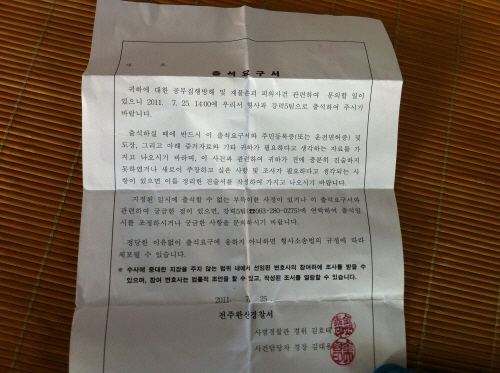 출석요구서
귀하에 대한 공무집행방해 및 재물손괴 피의사건 관련하여 문의할 일이
있으니 2011. 7. 25. 14:00에 우리서 형사과 강력5팀으로 출석하여 주시기
바랍니다.
출석하실 때에 반드시 이 출석요구서와 주민등록증(또는 운전면허증) 및
도장, 그리고 아래 증거자료와 기타 귀하가 필요하다고 생각하는 자료를 가
지고 나오시기 바라며, 이 사건과 관련하여 귀하가 전에 충분히 진술하지
못하였거나 새로이 주장하고 싶은 사항 및 조사가 필요하다고 생각되는 사
항이 있으면 이를 정리한 진술서를 작성하여 가지고 나오시기 바랍니다.
지정된 일시에 출석할 수 없는 부득이한 사정이 있거나 이 출석요구서와
관련하여 궁금한 점이 있으면, 강력5팀(☎063-280-0275)에 연락하여 출석일
시를 조정하시거나 궁금한 사항을 문의하시기 바랍니다.
정당한 이유없이 출석요구에 응하지 아니하면 형사소송법의 규정에 따라
체포될 수 있습니다.
※ 수사에 중대한 지장을 주지 않는 범위 내에서 선임된 변호사의 참여하에 조사를 받을 수
있으며, 참여 변호사는 법률적 조언을 할 수 있고, 작성된 조서를 열람할 수 있습니다.
2011. 7. 25.
전주완산경찰서
사법경찰관 경위 김호
사건담당자 경장 김태